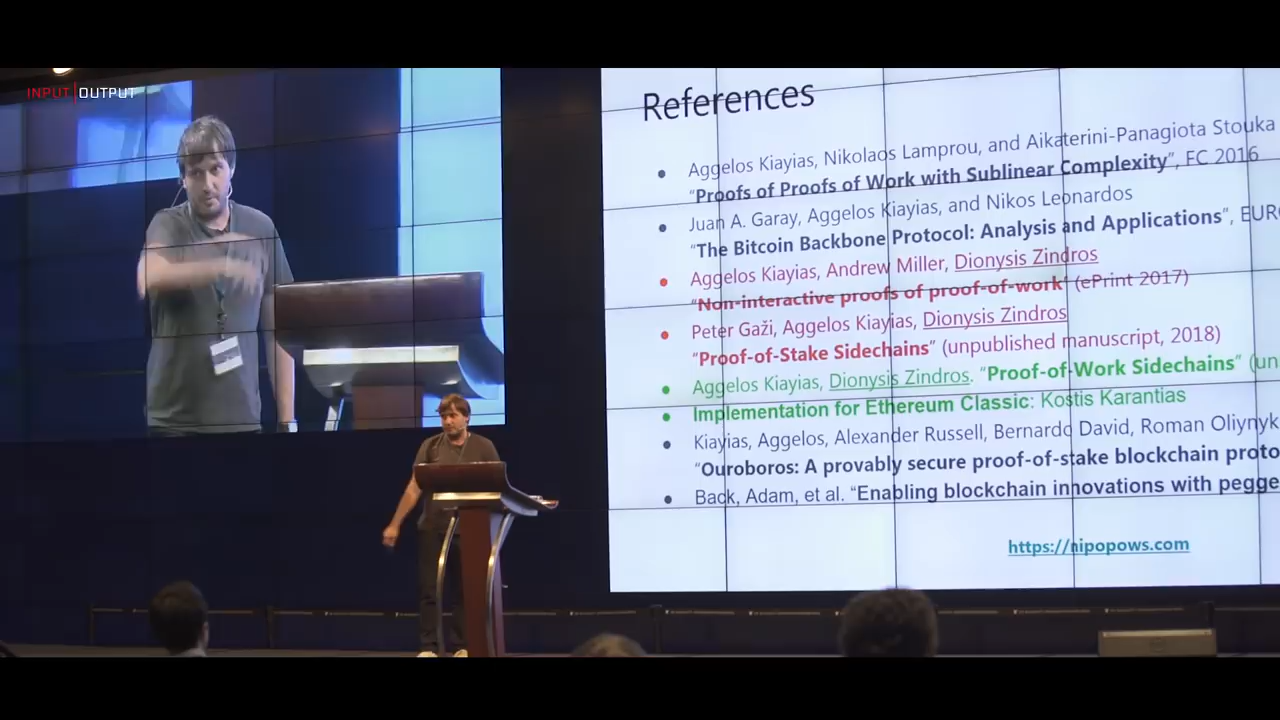 INPUT|OUTPUT
References
• Aggelos Kiayias, Nikolaos Lamprou, and Aikaterini-Panagiota Stouka
“Proofs of Proofs of Work with Sublinear Complexity”, FC 2016
• Juan A. Garay, Aggelos Kiayias, and Nikos Leonardos
“The Bitcoin Backbone Protocol: Analysis and Applications”, EURO
• Aggelos Kiayias, Andrew Miller, Dionysis Zindros
“Non-interactive proofs of proof-of-work” (ePrint 2017)
• Peter Gaži, Aggelos Kiayias, Dionysis Zindros
“Proof-of-Stake Sidechains” (unpublished manuscript, 2018)
• Aggelos Kiayias, Dionysis Zindros. “Proof-of-Work Sidechains” (un
• Implementation for Ethereum Classic: Kostis Karantias
• Kiayias, Aggelos, Alexander Russell, Bernardo David, Roman Oliynyk
“Ouroboros: A provably secure proof-of-stake blockchain proto
• Back, Adam, et al. “Enabling blockchain innovations with pegge
https://nipopows.com